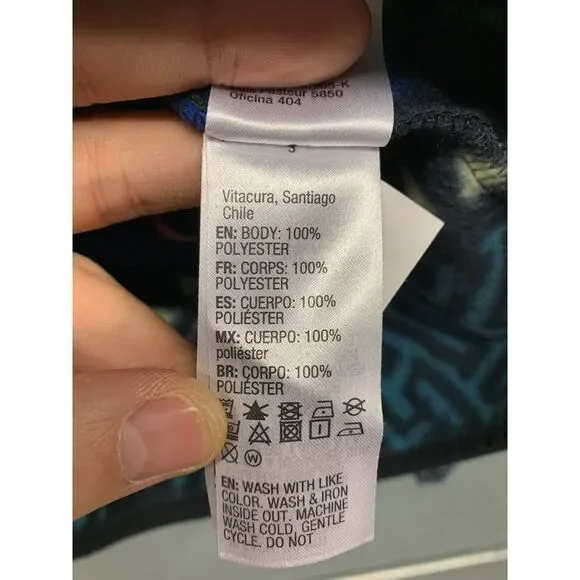 Pasteur 5850
Oficina 404
Vitacura, Santiago
Chile
EN: BODY: 100%
POLYESTER
FR: CORPS: 100%
POLYESTER
ES: CUERPO: 100%
POLIÉSTER
MX: CUERPO: 100%
poliéster
BR: CORPO: 100%
POLIÉSTER
W
EN: WASH WITH LIKE
COLOR. WASH & IRON
INSIDE OUT. MACHINE
WASH COLD, GENTLE
CYCLE. DO NOT